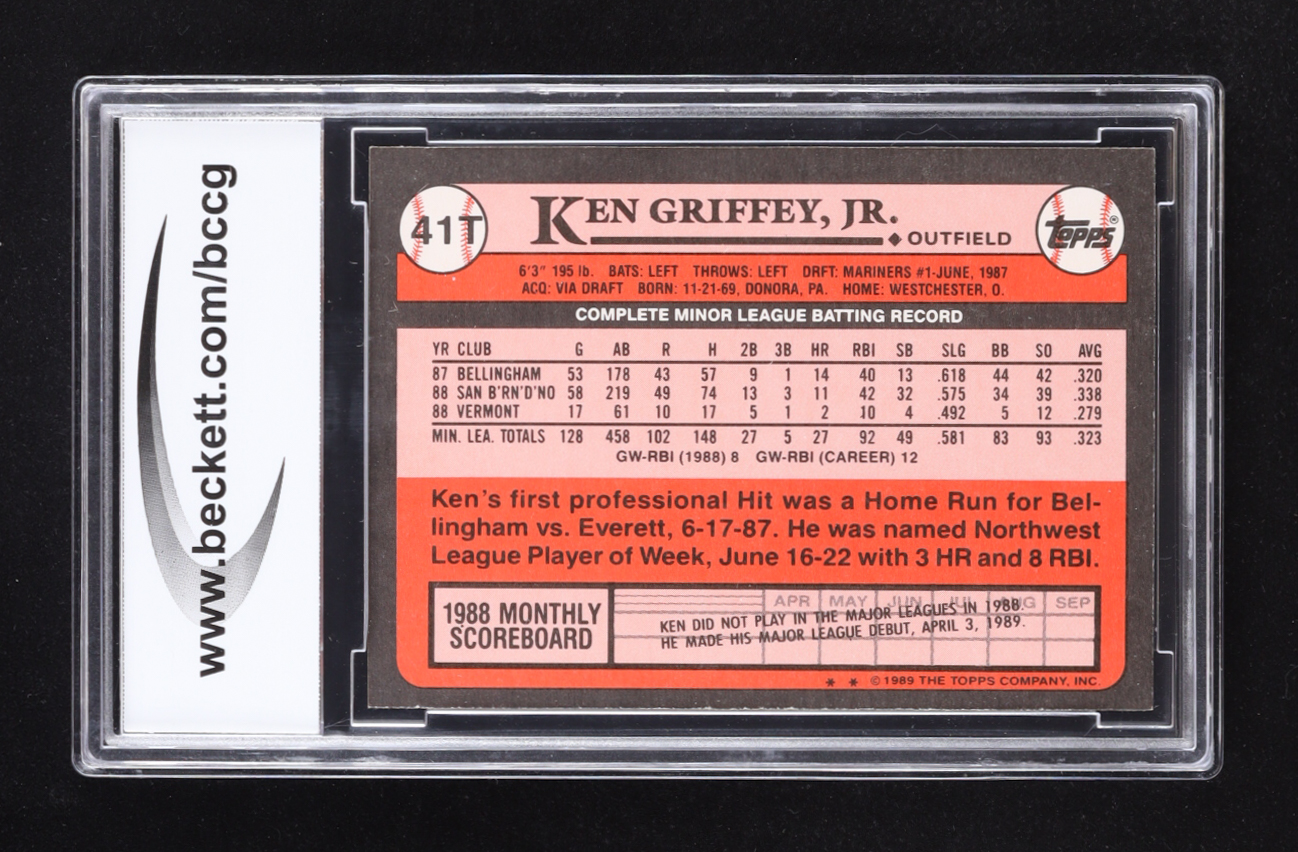 www.beckett.com/bccg
41T
KEN GRIFFEY, JR.
OUTFIELD
Topps®
6'3" 195 lb. BATS: LEFT THROWS: LEFT DRFT: MARINERS #1-JUNE, 1987
ACQ: VIA DRAFT BORN: 11-21-69, DONORA, PA. HOME: WESTCHESTER, O.
COMPLETE MINOR LEAGUE BATTING RECORD
YR CLUB G AB R H 2B 3B HR RBI SB SLG BB SO AVG
87 BELLINGHAM 53 178 43 57 9 1 14 40 13 .618 44 42 .320
88 SAN B'RN'D'NO 58 219 49 74 13 3 11 42 32 .575 34 39 .338
88 VERMONT 17 61 10 17 5 1 2 10 4 .492 5 12 .279
MIN. LEA. TOTALS 128 458 102 148 27 5 27 92 49 .581 83 93 .323
GW-RBI (1988) 8 GW-RBI (CAREER) 12
Ken's first professional Hit was a Home Run for Bel-
lingham vs. Everett, 6-17-87. He was named Northwest
League Player of Week, June 16-22 with 3 HR and 8 RBI.
1988 MONTHLY
SCOREBOARD
APR MAY JUN JUL AUG SEP
KEN DID NOT PLAY IN THE MAJOR LEAGUES IN 1988.
HE MADE HIS MAJOR LEAGUE DEBUT, APRIL 3, 1989.
* * © 1989 THE TOPPS COMPANY, INC.